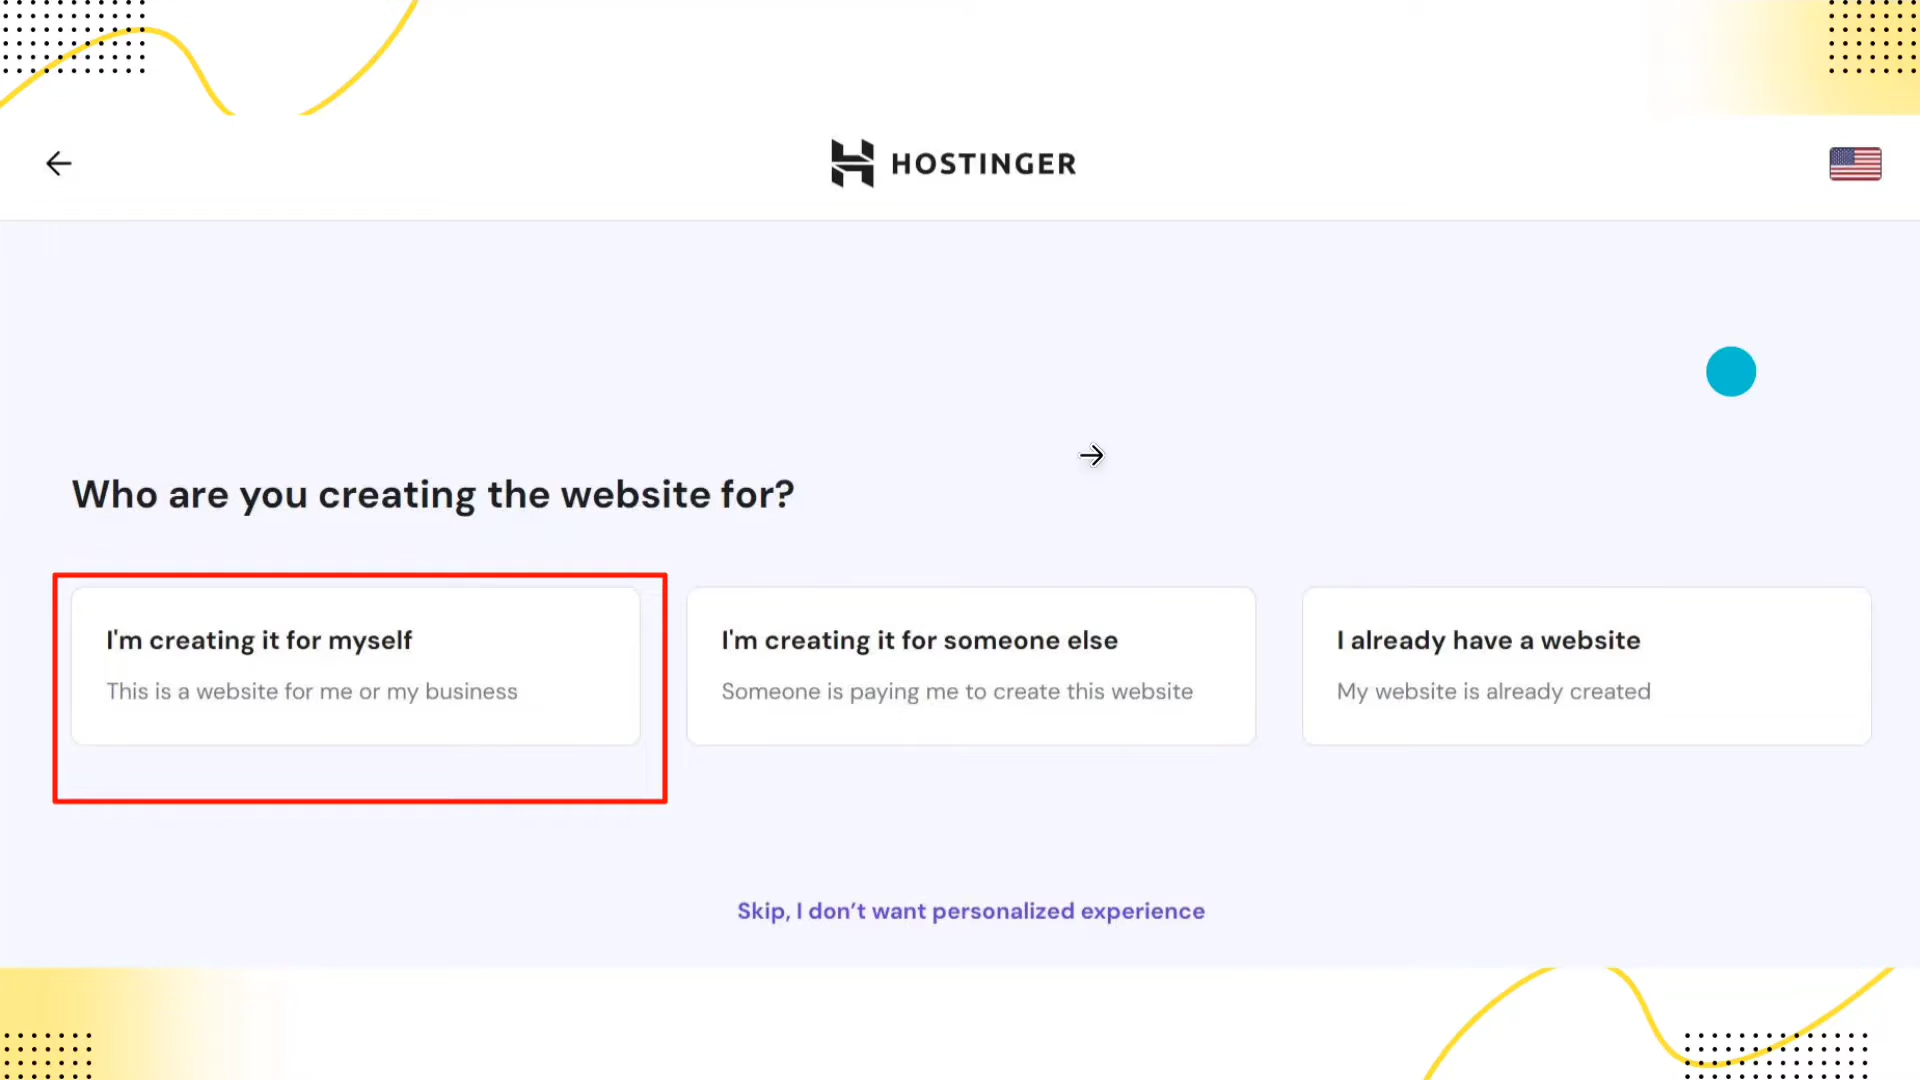 HOSTINGER
Who are you creating the website for?
I'm creating it for myself
This is a website for me or my business
I'm creating it for someone else
Someone is paying me to create this website
I already have a website
My website is already created
Skip, I don’t want personalized experience